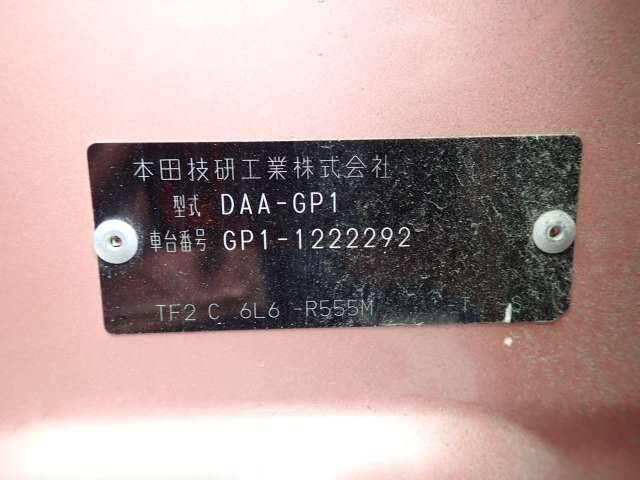 本田技研工業株式会社
型式 DAA-GP1
車台番号 GP1-1222292
TF2 C 6L6 -R555M -T S